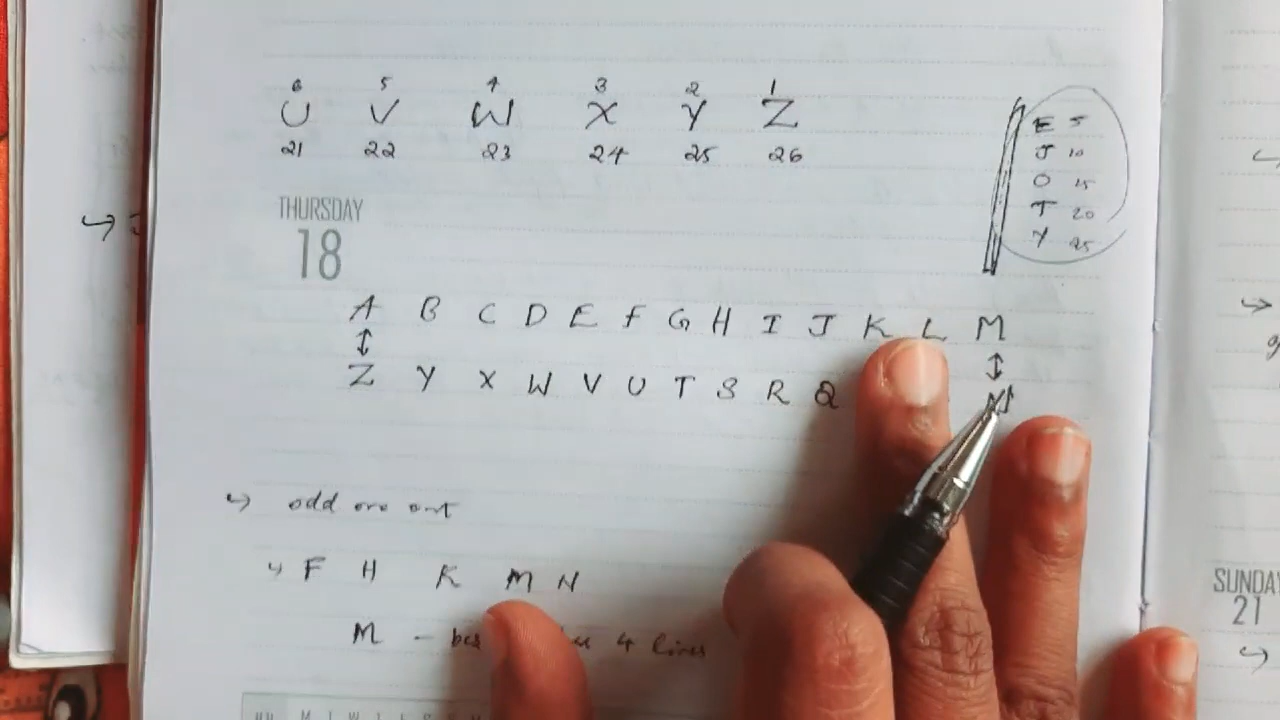 6 5 4 3 2 1
U V W X Y Z
21 22 23 24 25 26
E 5
J 10
O 15
T 20
Y 25
THURSDAY
18
A B C D E F G H I J K L M
Z Y X W V U T S R Q N
odd one out
F H K M N
M - 4 lines
SUNDAY
21